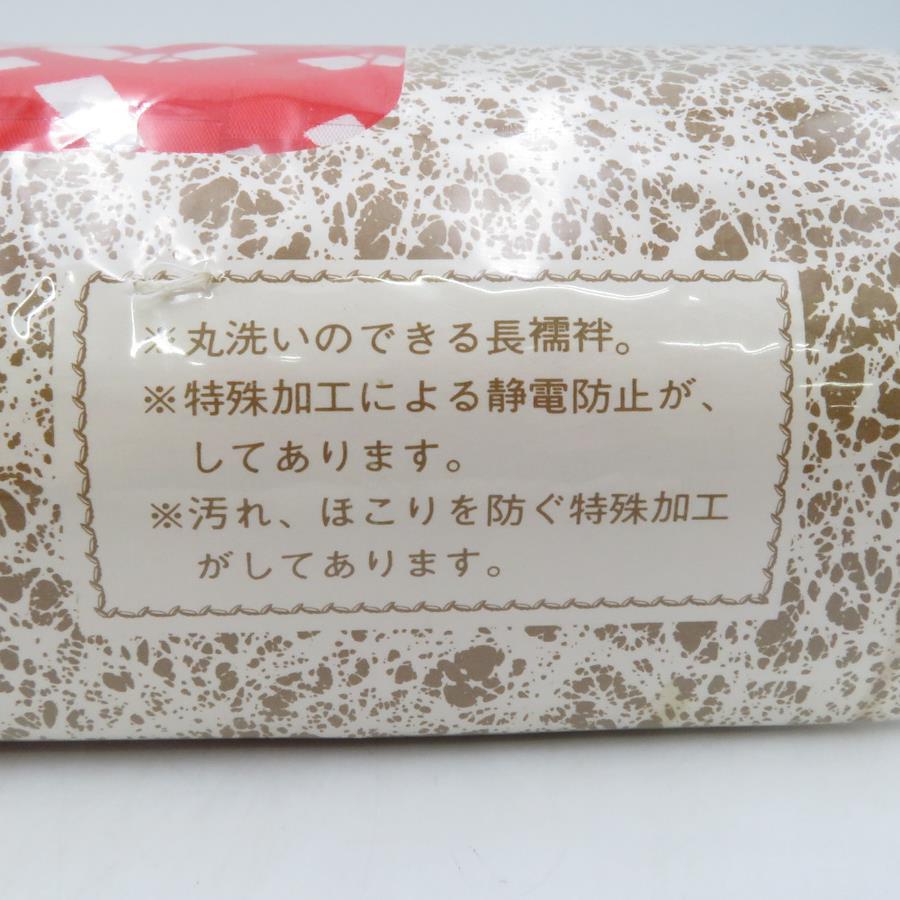 ※丸洗いのできる長襦袢。
※特殊加工による静電防止が、
してあります。
※汚れ、ほこりを防ぐ特殊加工
がしてあります。